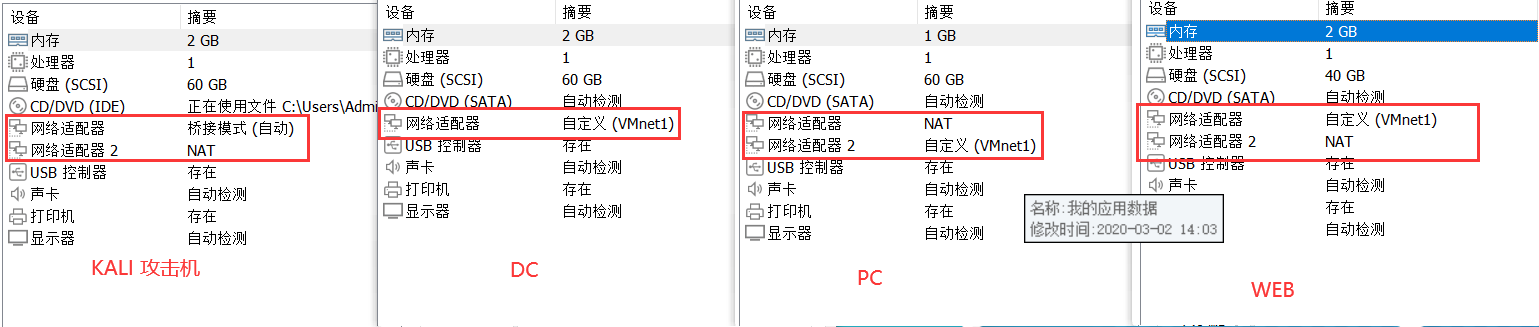 设备 摘要
内存 2 GB
处理器 1
硬盘 (SCSI) 60 GB
CD/DVD (IDE) 正在使用文件 C:\Users\Admi
网络适配器 桥接模式 (自动)
网络适配器 2 NAT
USB 控制器 存在
声卡 自动检测
打印机 存在
显示器 自动检测
KALI 攻击机
设备 摘要
内存 2 GB
处理器 1
硬盘 (SCSI) 60 GB
CD/DVD (SATA) 自动检测
网络适配器 自定义 (VMnet1)
USB 控制器 存在
声卡 自动检测
打印机 存在
显示器 自动检测
DC
设备 摘要
内存 1 GB
处理器 1
硬盘 (SCSI) 60 GB
CD/DVD (SATA) 自动检测
网络适配器 NAT
网络适配器 2 自定义 (VMnet1)
USB 控制器 存在
声卡 自动检测
打印机 存在
显示器 自动检测
PC
设备 摘要
内存 2 GB
处理器 1
硬盘 (SCSI) 40 GB
CD/DVD (SATA) 自动检测
网络适配器 自定义 (VMnet1)
网络适配器 2 NAT
USB 控制器 存在
声卡 自动检测
存在
自动检测
名称:我的应用数据
修改时间:2020-03-02 14:03
WEB